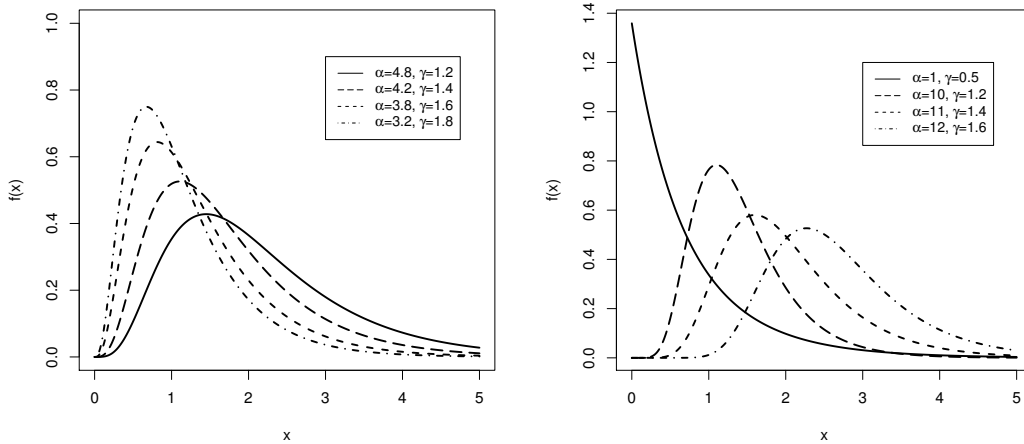 1.0
0.8
0.6
0.4
0.2
0.0
f(x)
α=4.8, γ=1.2
α=4.2, γ=1.4
α=3.8, γ=1.6
α=3.2, γ=1.8
0 1 2 3 4 5
x
1.4
1.2
1.0
0.8
0.6
0.4
0.2
0.0
f(x)
α=1, γ=0.5
α=10, γ=1.2
α=11, γ=1.4
α=12, γ=1.6
0 1 2 3 4 5
x